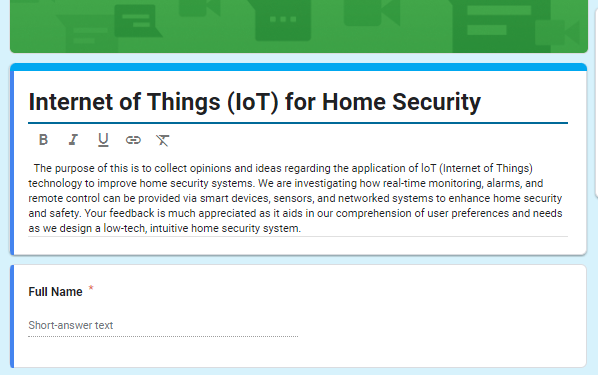 Internet of Things (IoT) for Home Security
B I U
The purpose of this is to collect opinions and ideas regarding the application of IoT (Internet of Things)
technology to improve home security systems. We are investigating how real-time monitoring, alarms, and
remote control can be provided via smart devices, sensors, and networked systems to enhance home security
and safety. Your feedback is much appreciated as it aids in our comprehension of user preferences and needs
as we design a low-tech, intuitive home security system.
Full Name *
Short-answer text